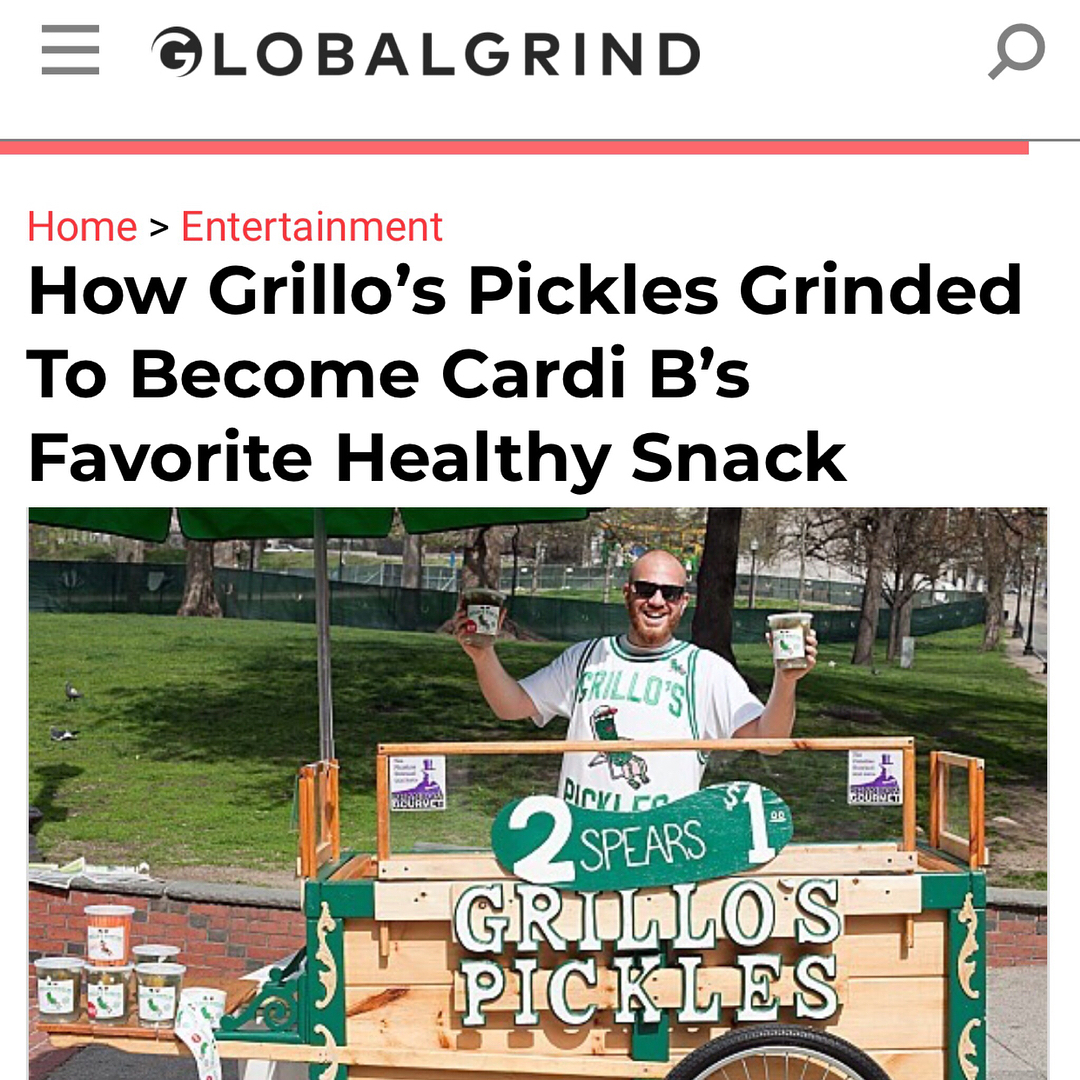 GLOBALGRIND
Home > Entertainment
How Grillo’s Pickles Grinded
To Become Cardi B’s
Favorite Healthy Snack
GRILLO'S
PICKLES
2 SPEARS $1.00
GRILLO'S
PICKLES